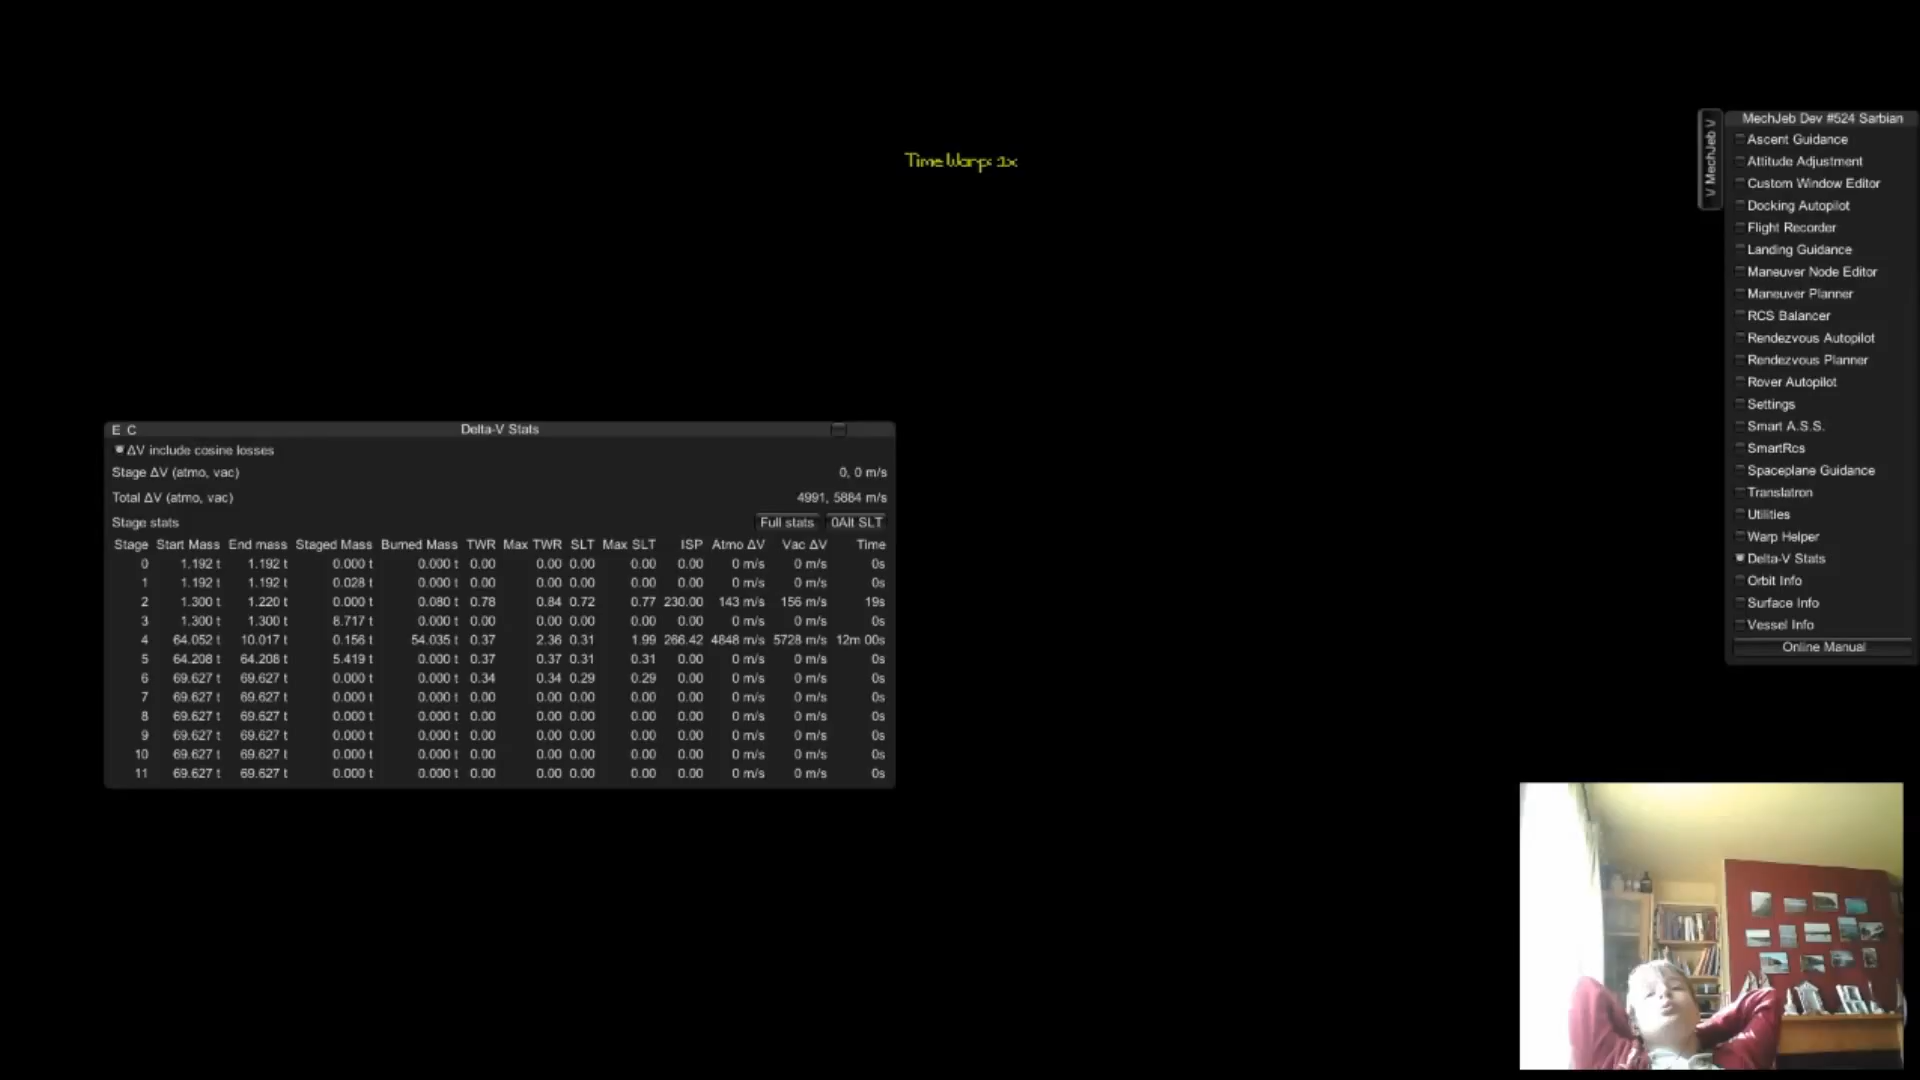 Time Warp: 1x
V MechJeb V
MechJeb Dev #524 Sarbian
Ascent Guidance
Attitude Adjustment
Custom Window Editor
Docking Autopilot
Flight Recorder
Landing Guidance
Maneuver Node Editor
Maneuver Planner
RCS Balancer
Rendezvous Autopilot
Rendezvous Planner
Rover Autopilot
Settings
Smart A.S.S.
SmartRcs
Spaceplane Guidance
Translatron
Utilities
Warp Helper
Delta-V Stats
Orbit Info
Surface Info
Vessel Info
Online Manual
E C Delta-V Stats
ΔV include cosine losses
Stage ΔV (atmo, vac) 0, 0 m/s
Total ΔV (atmo, vac) 4991, 5884 m/s
Stage stats Full stats 0Alt SLT
Stage Start Mass End mass Staged Mass Burned Mass TWR Max TWR SLT Max SLT ISP Atmo ΔV Vac ΔV Time
0 1.192 t 1.192 t 0.000 t 0.000 t 0.00 0.00 0.00 0.00 0.00 0 m/s 0 m/s 0s
1 1.192 t 1.192 t 0.028 t 0.000 t 0.00 0.00 0.00 0.00 0.00 0 m/s 0 m/s 0s
2 1.300 t 1.220 t 0.000 t 0.080 t 0.78 0.84 0.72 0.77 230.00 143 m/s 156 m/s 19s
3 1.300 t 1.300 t 8.717 t 0.000 t 0.00 0.00 0.00 0.00 0.00 0 m/s 0 m/s 0s
4 64.052 t 10.017 t 0.156 t 54.035 t 0.37 2.36 0.31 1.99 266.42 4848 m/s 5728 m/s 12m 00s
5 64.208 t 64.208 t 5.419 t 0.000 t 0.37 0.37 0.31 0.31 0.00 0 m/s 0 m/s 0s
6 69.627 t 69.627 t 0.000 t 0.000 t 0.34 0.34 0.29 0.29 0.00 0 m/s 0 m/s 0s
7 69.627 t 69.627 t 0.000 t 0.000 t 0.00 0.00 0.00 0.00 0.00 0 m/s 0 m/s 0s
8 69.627 t 69.627 t 0.000 t 0.000 t 0.00 0.00 0.00 0.00 0.00 0 m/s 0 m/s 0s
9 69.627 t 69.627 t 0.000 t 0.000 t 0.00 0.00 0.00 0.00 0.00 0 m/s 0 m/s 0s
10 69.627 t 69.627 t 0.000 t 0.000 t 0.00 0.00 0.00 0.00 0.00 0 m/s 0 m/s 0s
11 69.627 t 69.627 t 0.000 t 0.000 t 0.00 0.00 0.00 0.00 0.00 0 m/s 0 m/s 0s